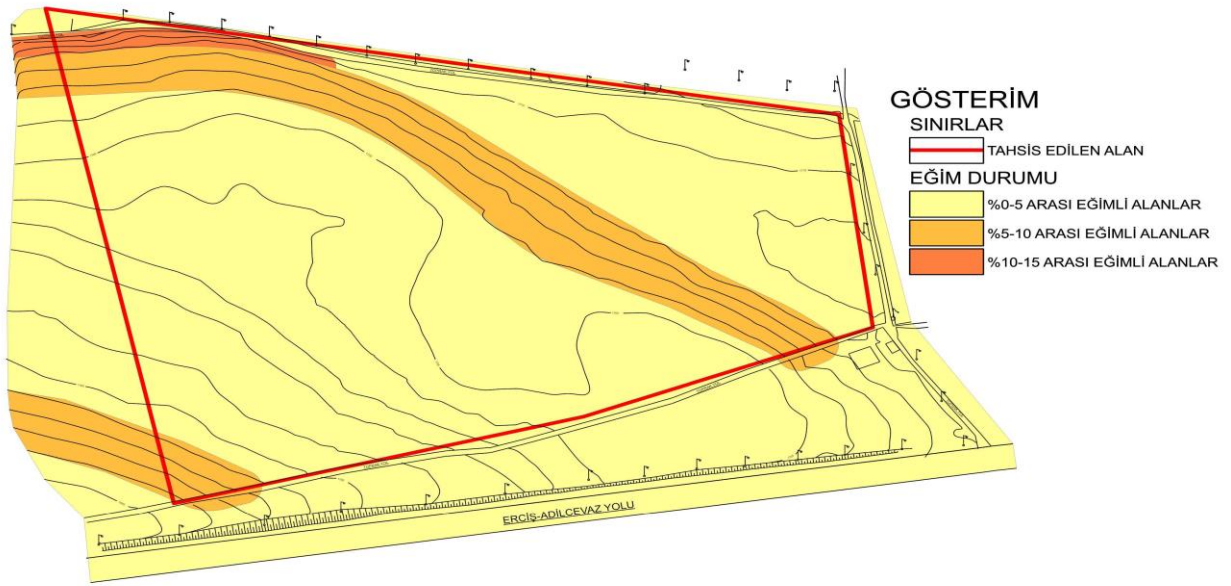 GÖSTERİM
SINIRLAR
TAHSİS EDİLEN ALAN
EĞİM DURUMU
%0-5 ARASI EĞİMLİ ALANLAR
%5-10 ARASI EĞİMLİ ALANLAR
%10-15 ARASI EĞİMLİ ALANLAR
ERCİŞ-ADİLCEVAZ YOLU